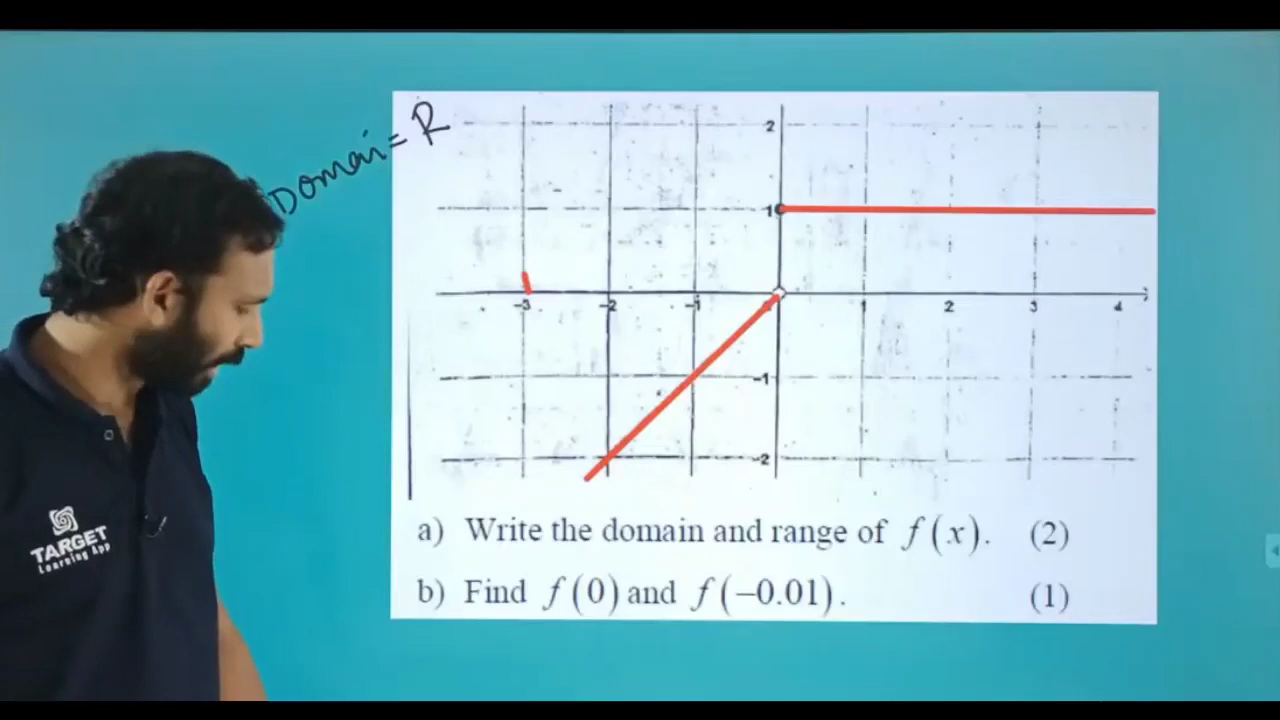 Domain = R
2
1
-3 -2 -1 1 2 3 4
-1
-2
a) Write the domain and range of f(x). (2)
b) Find f(0) and f(-0.01). (1)
TARGET
Learning App